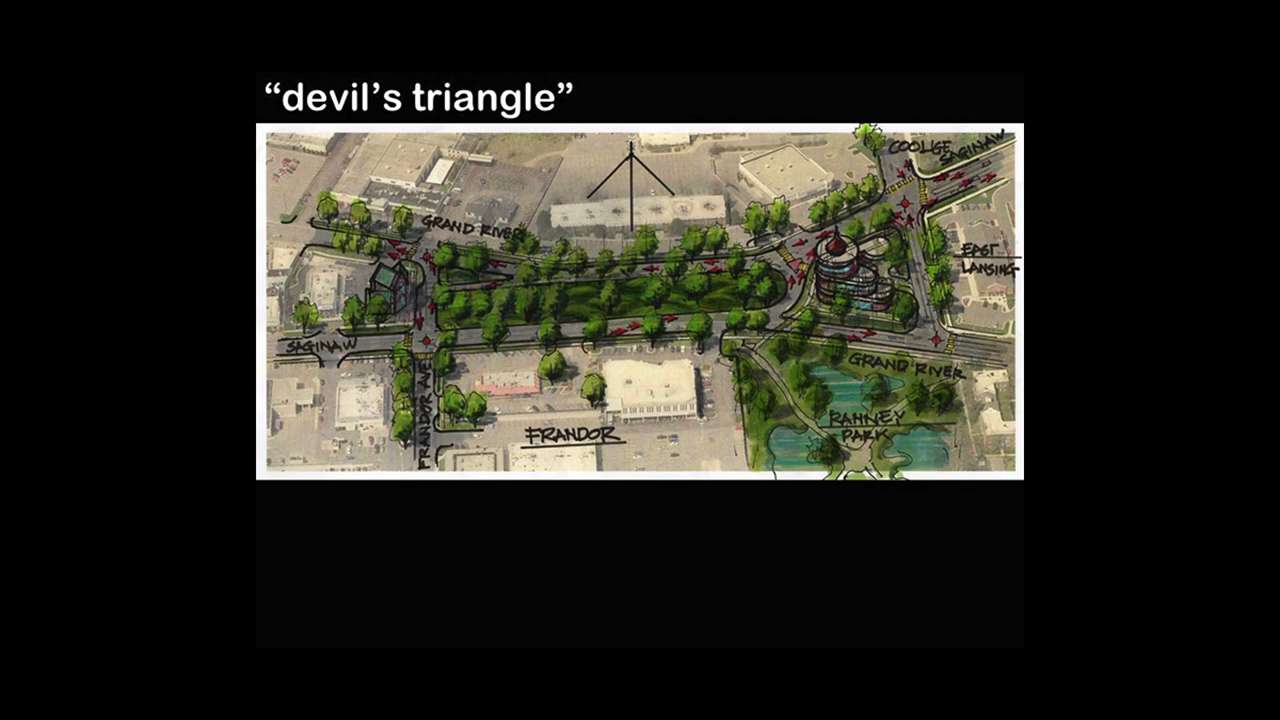 “devil’s triangle”
COOLIGE
SAGINAW
GRAND RIVER
EAST
LANSING
SAGINAW
GRAND RIVER
FRANDOR AVE
RANNEY
PARK
FRANDOR